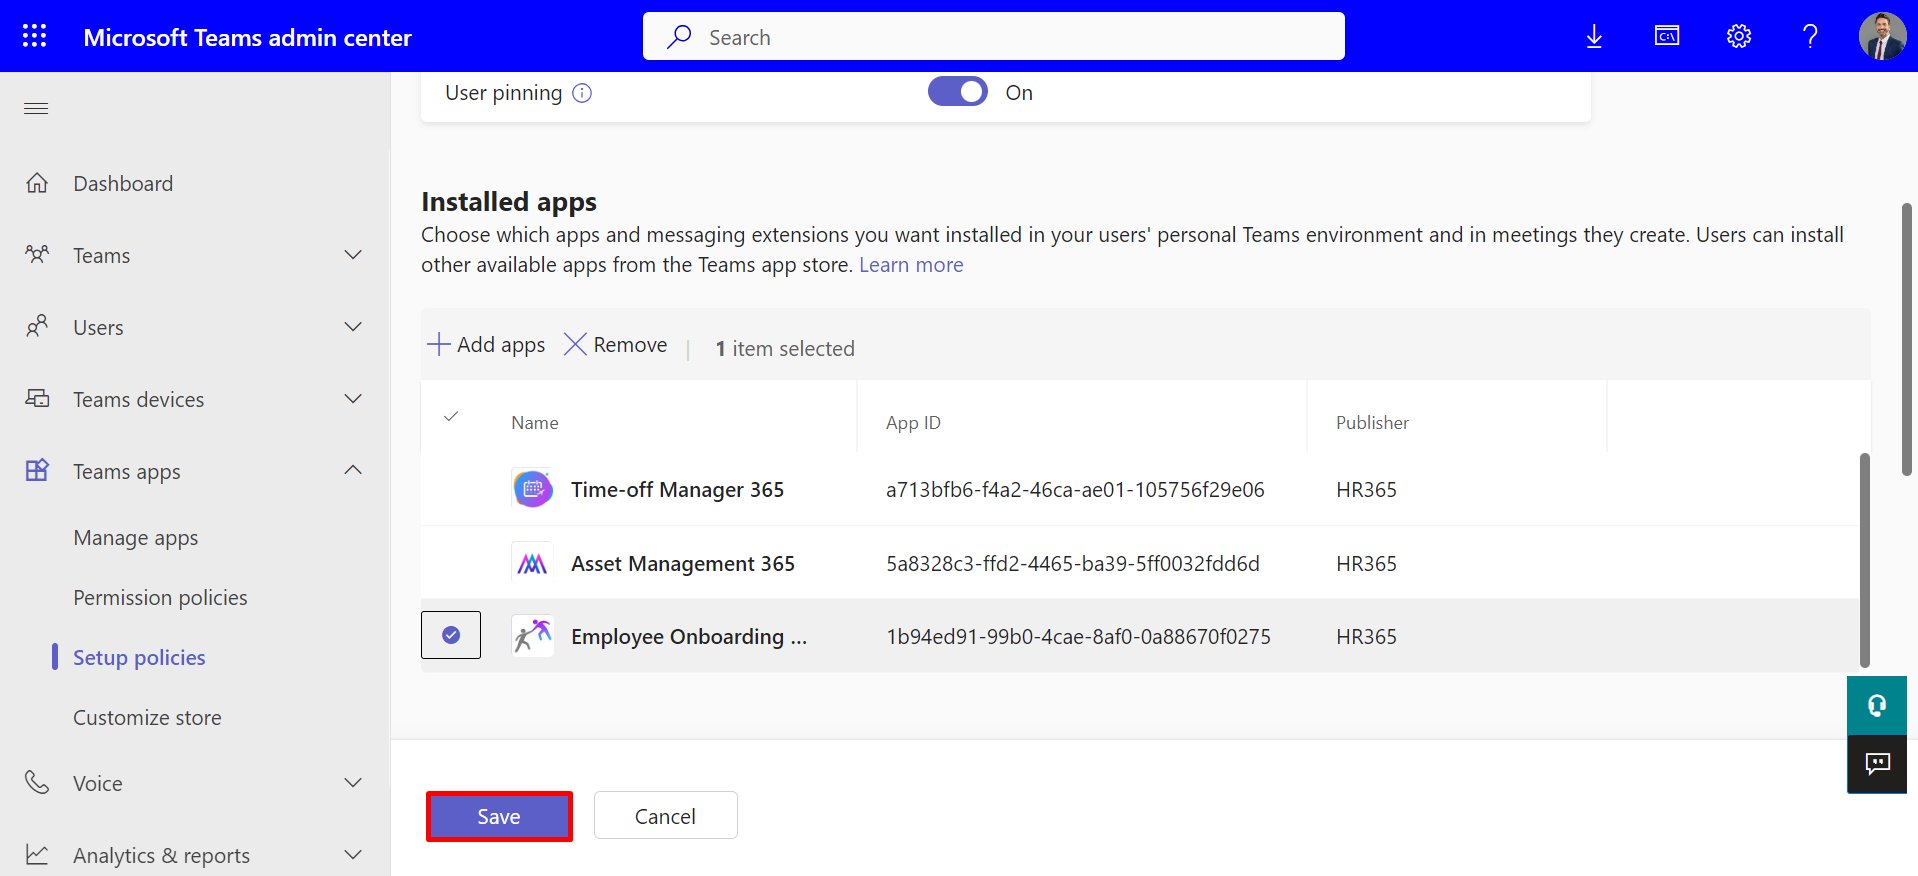 Microsoft Teams admin center
Search
C:\
?
User pinning
On
Dashboard
Teams
Users
Teams devices
Teams apps
Manage apps
Permission policies
Setup policies
Customize store
Voice
Analytics & reports
Installed apps
Choose which apps and messaging extensions you want installed in your users' personal Teams environment and in meetings they create. Users can install
other available apps from the Teams app store. Learn more
Add apps Remove | 1 item selected
Name App ID Publisher
Time-off Manager 365 a713bfb6-f4a2-46ca-ae01-105756f29e06 HR365
Asset Management 365 5a8328c3-ffd2-4465-ba39-5ff0032fdd6d HR365
Employee Onboarding ... 1b94ed91-99b0-4cae-8af0-0a88670f0275 HR365
Save Cancel